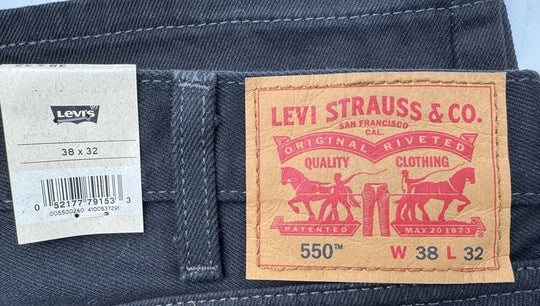 Levi's
38 x 32
0 52177 79153 3
005500260 4100537291
LEVI STRAUSS & CO.
SAN FRANCISCO
CAL.
ORIGINAL RIVETED
QUALITY CLOTHING
PATENTED MAY 20 1873
550™ W 38 L 32